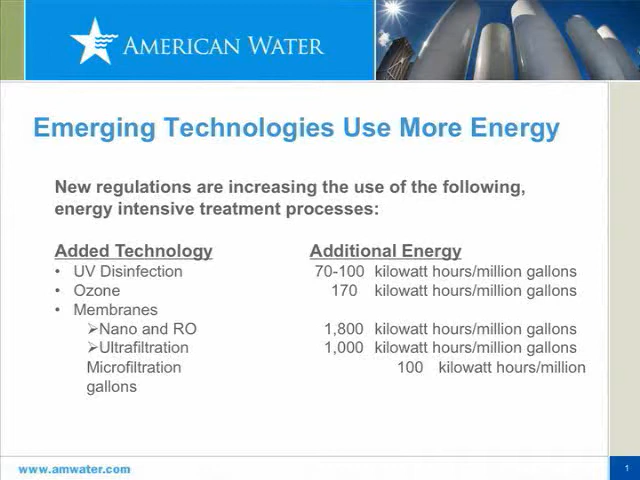 AMERICAN WATER
Emerging Technologies Use More Energy
New regulations are increasing the use of the following,
energy intensive treatment processes:
Added Technology Additional Energy
• UV Disinfection 70-100 kilowatt hours/million gallons
• Ozone 170 kilowatt hours/million gallons
• Membranes
➢Nano and RO 1,800 kilowatt hours/million gallons
➢Ultrafiltration 1,000 kilowatt hours/million gallons
Microfiltration 100 kilowatt hours/million
gallons
www.amwater.com 1